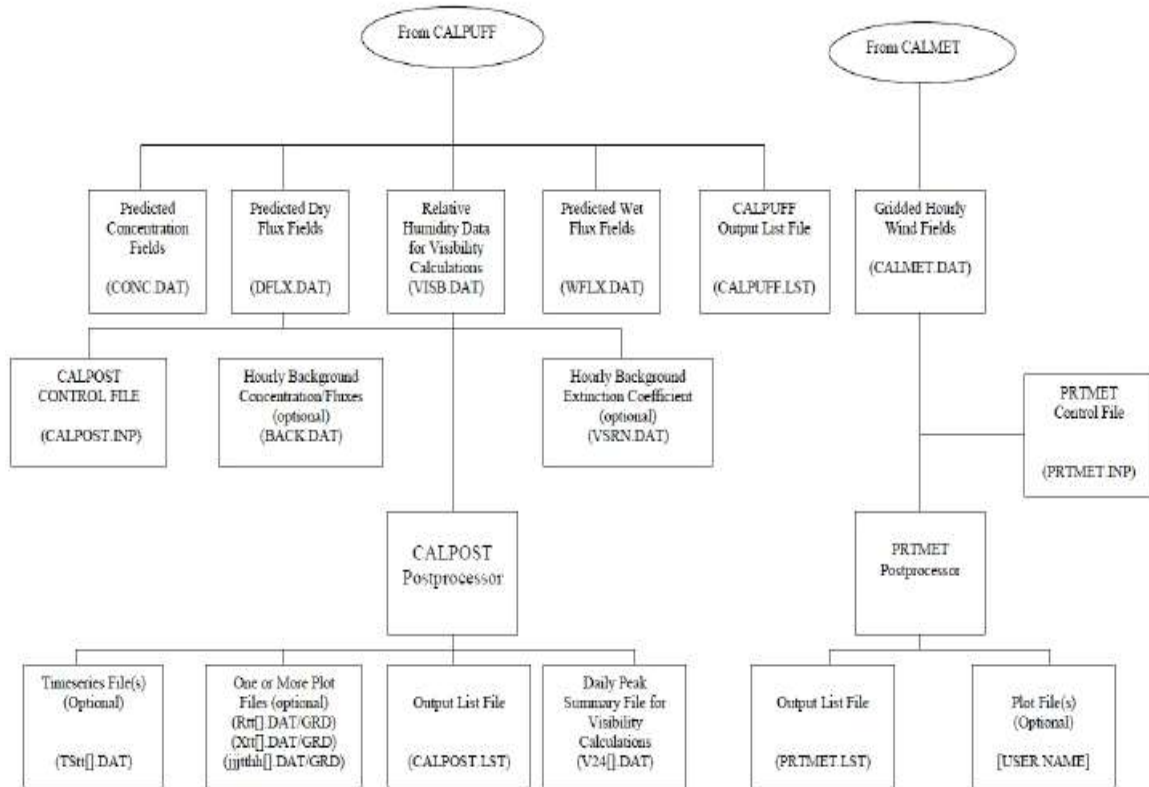 From CALPUFF
From CALMET
Predicted
Concentration
Fields
(CONC.DAT)
Predicted Dry
Flux Fields
(DFLX.DAT)
Relative
Humidity Data
for Visibility
Calculations
(VISB.DAT)
Predicted Wet
Flux Fields
(WFLX.DAT)
CALPUFF
Output List File
(CALPUFF.LST)
Gridded Hourly
Wind Fields
(CALMET.DAT)
CALPOST
CONTROL FILE
(CALPOST.INP)
Hourly Background
Concentration/Fluxes
(optional)
(BACK.DAT)
Hourly Background
Extinction Coefficient
(optional)
(VSRN.DAT)
PRTMET
Control File
(PRTMET.INP)
CALPOST
Postprocessor
PRTMET
Postprocessor
Timeseries File(s)
(Optional)
(TStt[].DAT)
One or More Plot
Files (optional)
(Rtt[].DAT/GRD)
(Xtt[].DAT/GRD)
(jjjtthh[].DAT/GRD)
Output List File
(CALPOST.LST)
Daily Peak
Summary File for
Visibility
Calculations
(V24[].DAT)
Output List File
(PRTMET.LST)
Plot File(s)
(Optional)
[USER NAME]